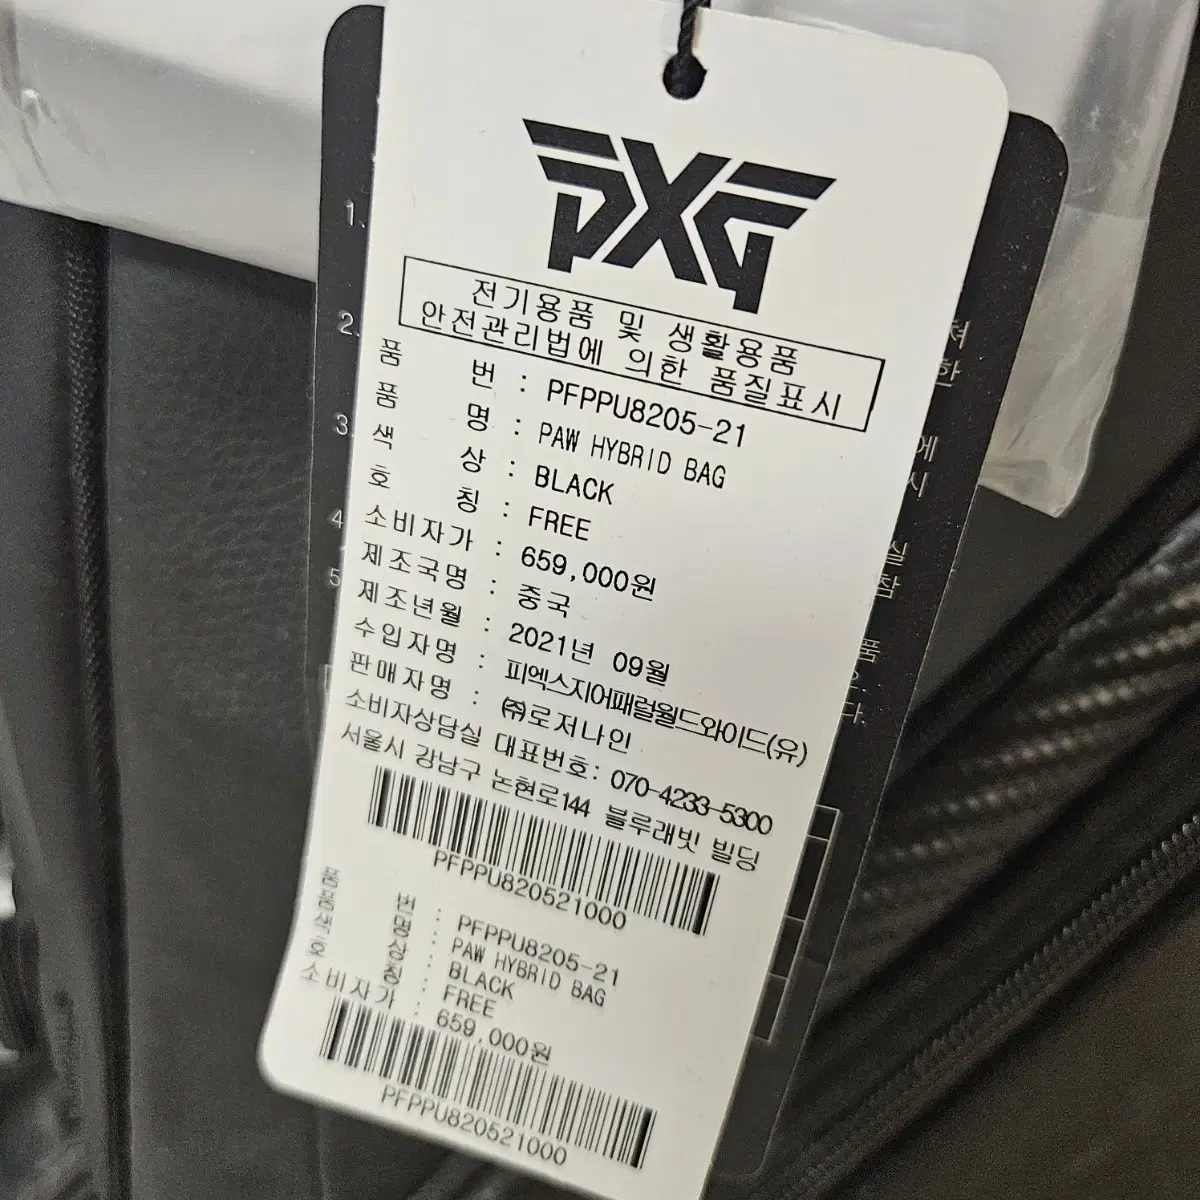 PXG
전기용품 및 생활용품
안전관리법에 의한 품질표시
품 번 : PFPPU8205-21
품 명 : PAW HYBRID BAG
색 상 : BLACK
호 칭 : FREE
소비자가 : 659,000원
제조국명 : 중국
제조년월 : 2021년 09월
수입자명 : 피엑스지어패럴월드와이드(유)
판매자명 : ㈜로저나인
소비자상담실 대표번호: 070-4233-5300
서울시 강남구 논현로144 블루래빗 빌딩
PFPPU820521000
품 번 : PFPPU8205-21
품 명 : PAW HYBRID BAG
색 상 : BLACK
호 칭 : FREE
소비자가 : 659,000원
PFPPU820521000
1.
2.
3.
4
5